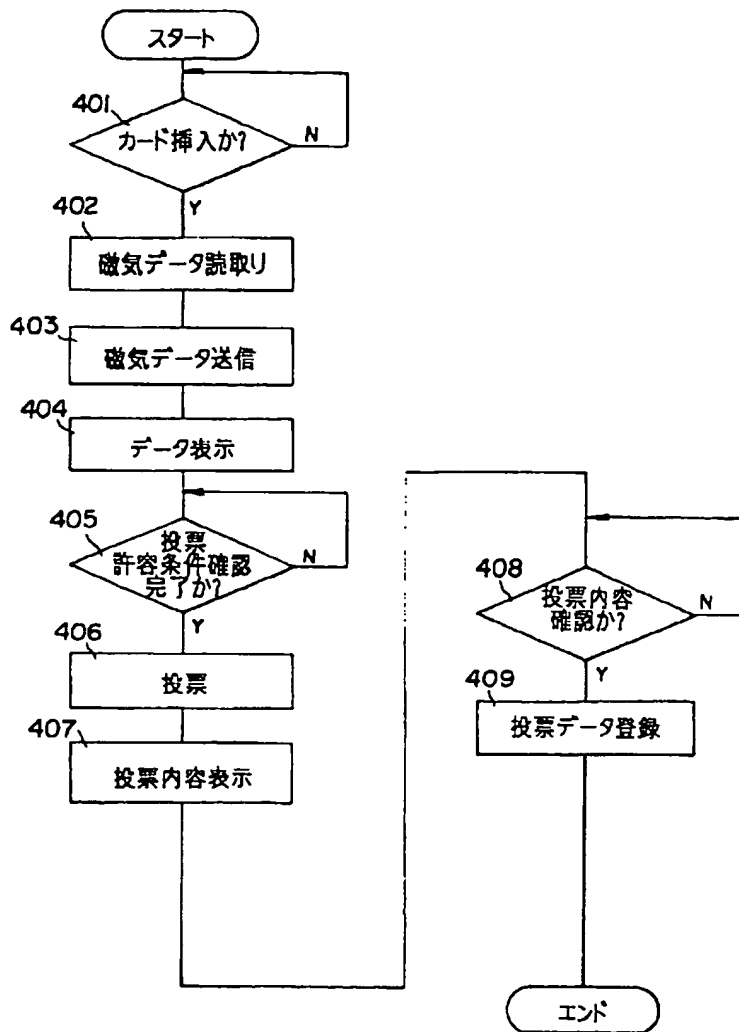 スタート
401
カード挿入か?
N
Y
402
磁気データ読取り
403
磁気データ送信
404
データ表示
405
投票
許容条件確認
完了か?
N
Y
406
投票
407
投票内容表示
408
投票内容
確認か?
N
Y
409
投票データ登録
エンド